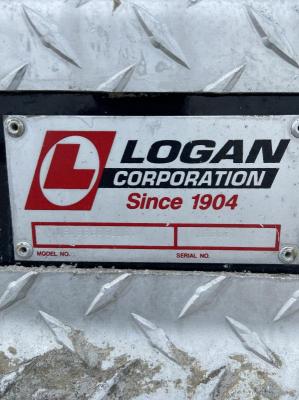 L
LOGAN
CORPORATION
Since 1904
MODEL NO. SERIAL NO.